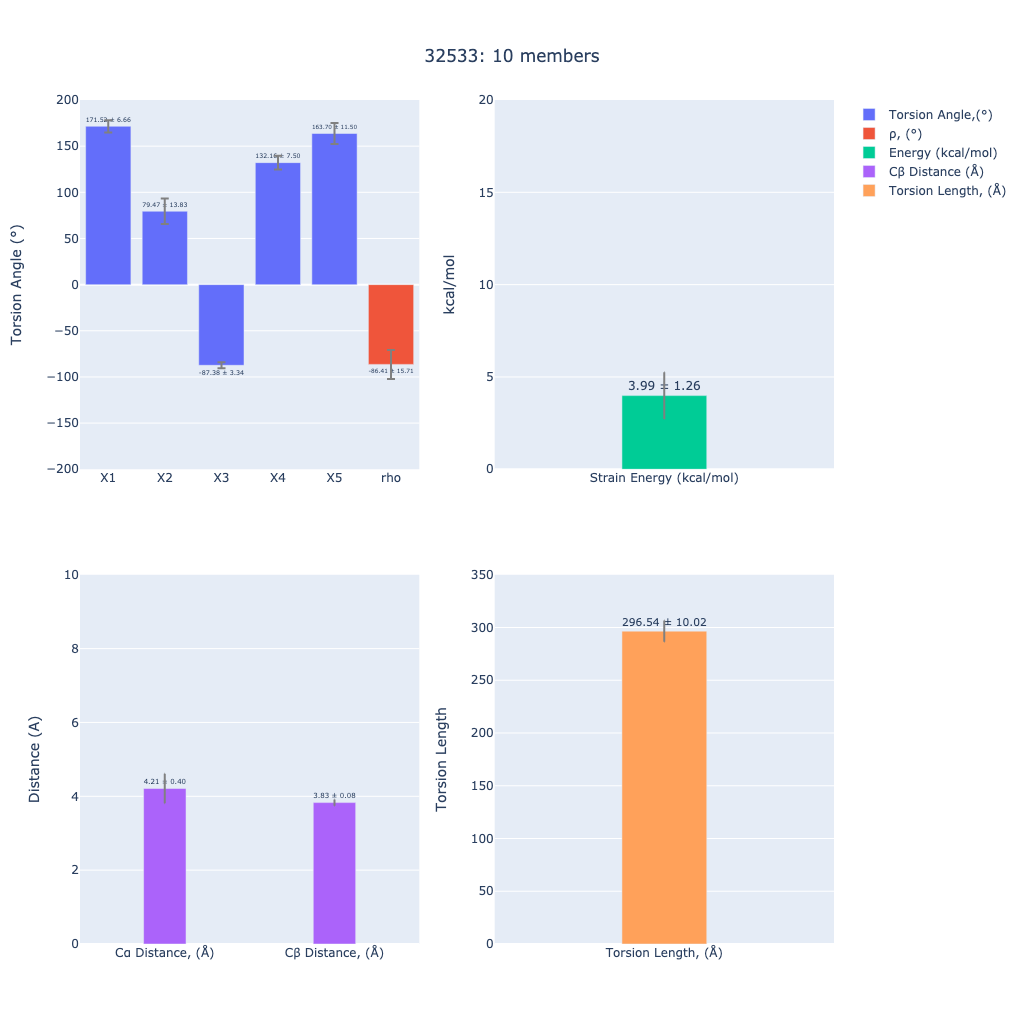 32533: 10 members
Torsion Angle (°)
200
150
100
50
0
−50
−100
−150
−200
79.47 ± 13.83
-87.38 ± 3.34
132.16 ± 7.50
163.70 ± 11.50
-86.41 ± 15.71
X1
X2
X3
X4
X5
rho
kcal/mol
20
15
10
5
0
3.99 ± 1.26
Strain Energy (kcal/mol)
Torsion Angle,(°)
ρ, (°)
Energy (kcal/mol)
Cβ Distance (Å)
Torsion Length, (Å)
Distance (A)
10
8
6
4
2
0
4.21 ± 0.40
3.83 ± 0.08
Cα Distance, (Å)
Cβ Distance, (Å)
Torsion Length
350
300
250
200
150
100
50
0
296.54 ± 10.02
Torsion Length, (Å)